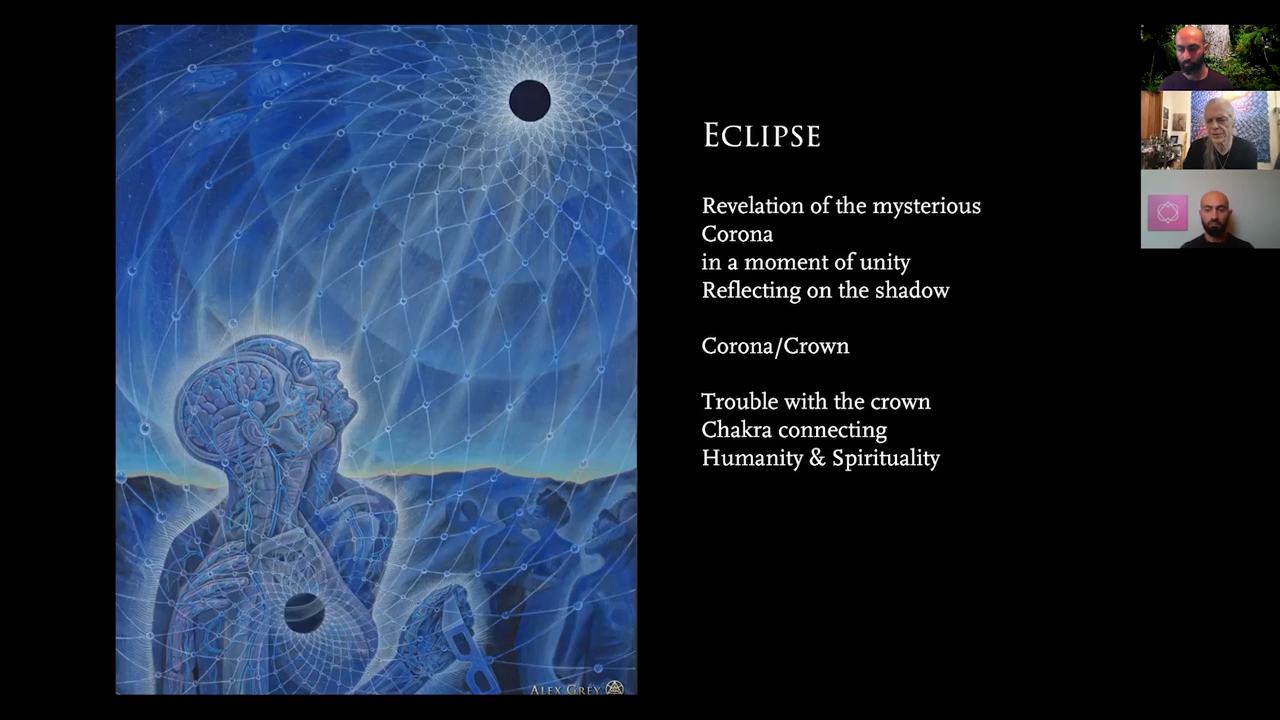 Eclipse
Revelation of the mysterious
Corona
in a moment of unity
Reflecting on the shadow
Corona/Crown
Trouble with the crown
Chakra connecting
Humanity & Spirituality
Alex Grey